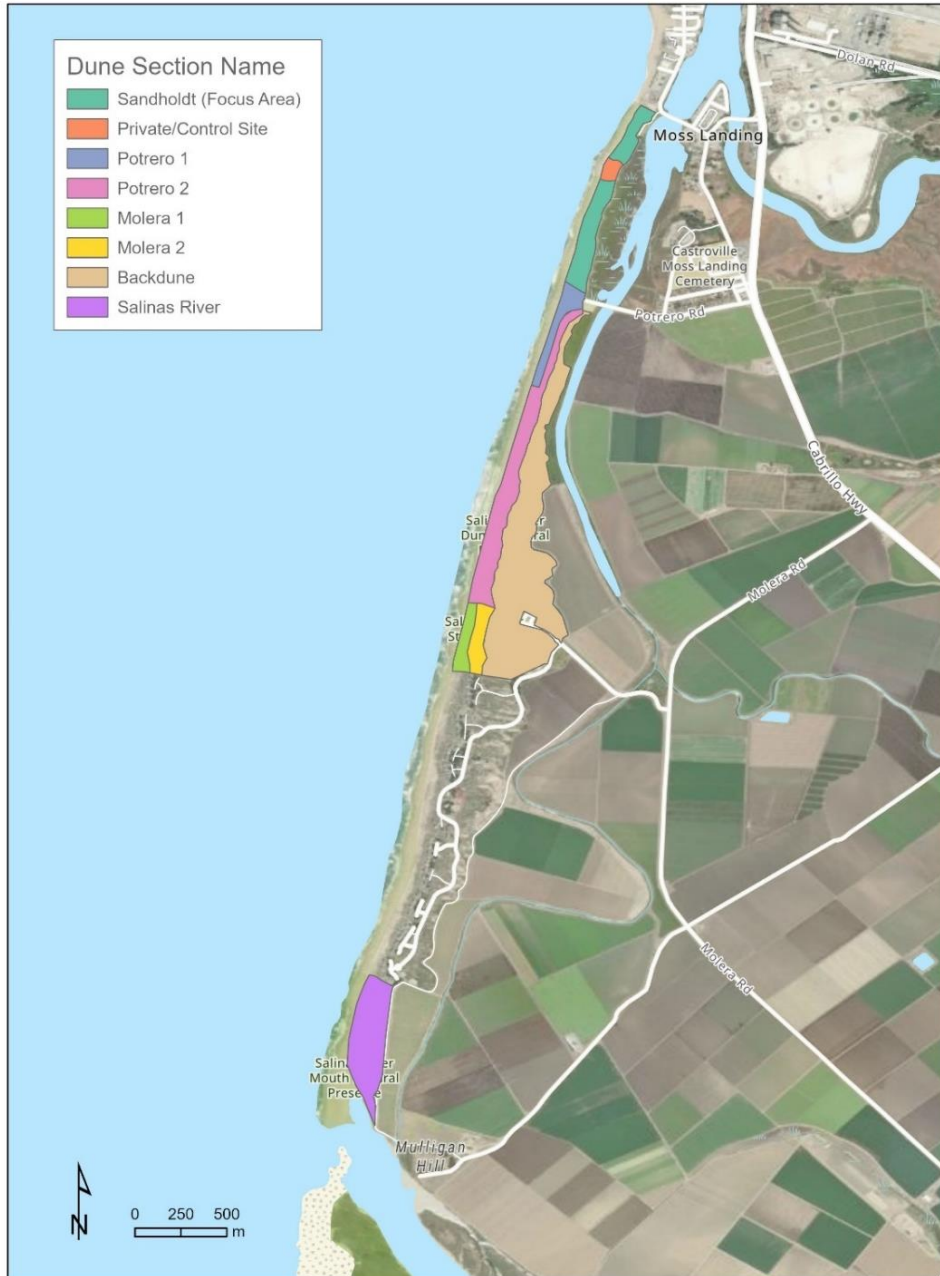 Dune Section Name
Sandholdt (Focus Area)
Private/Control Site
Potrero 1
Potrero 2
Molera 1
Molera 2
Backdune
Salinas River
Dolan Rd
Moss Landing
Castroville
Moss Landing
Cemetery
Potrero Rd
Cabrillo Hwy
Molera Rd
Molera Rd
Mulligan
Hill
Mouth
Preserve
N
0 250 500
m